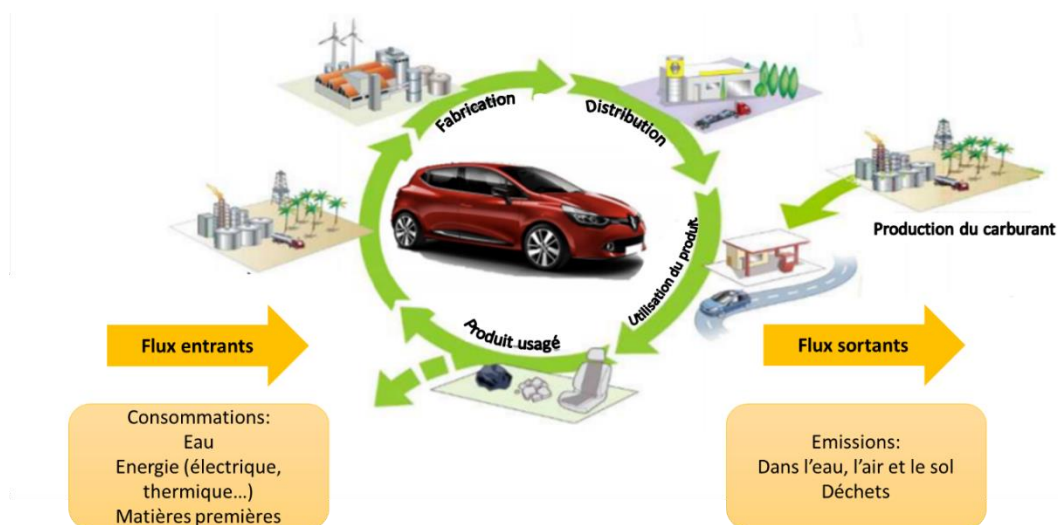 Fabrication
Distribution
Production du carburant
Utilisation du produit
Produit usagé
Flux entrants
Flux sortants
Consommations:
Eau
Energie (électrique,
thermique...)
Matières premières
Emissions:
Dans l'eau, l'air et le sol
Déchets